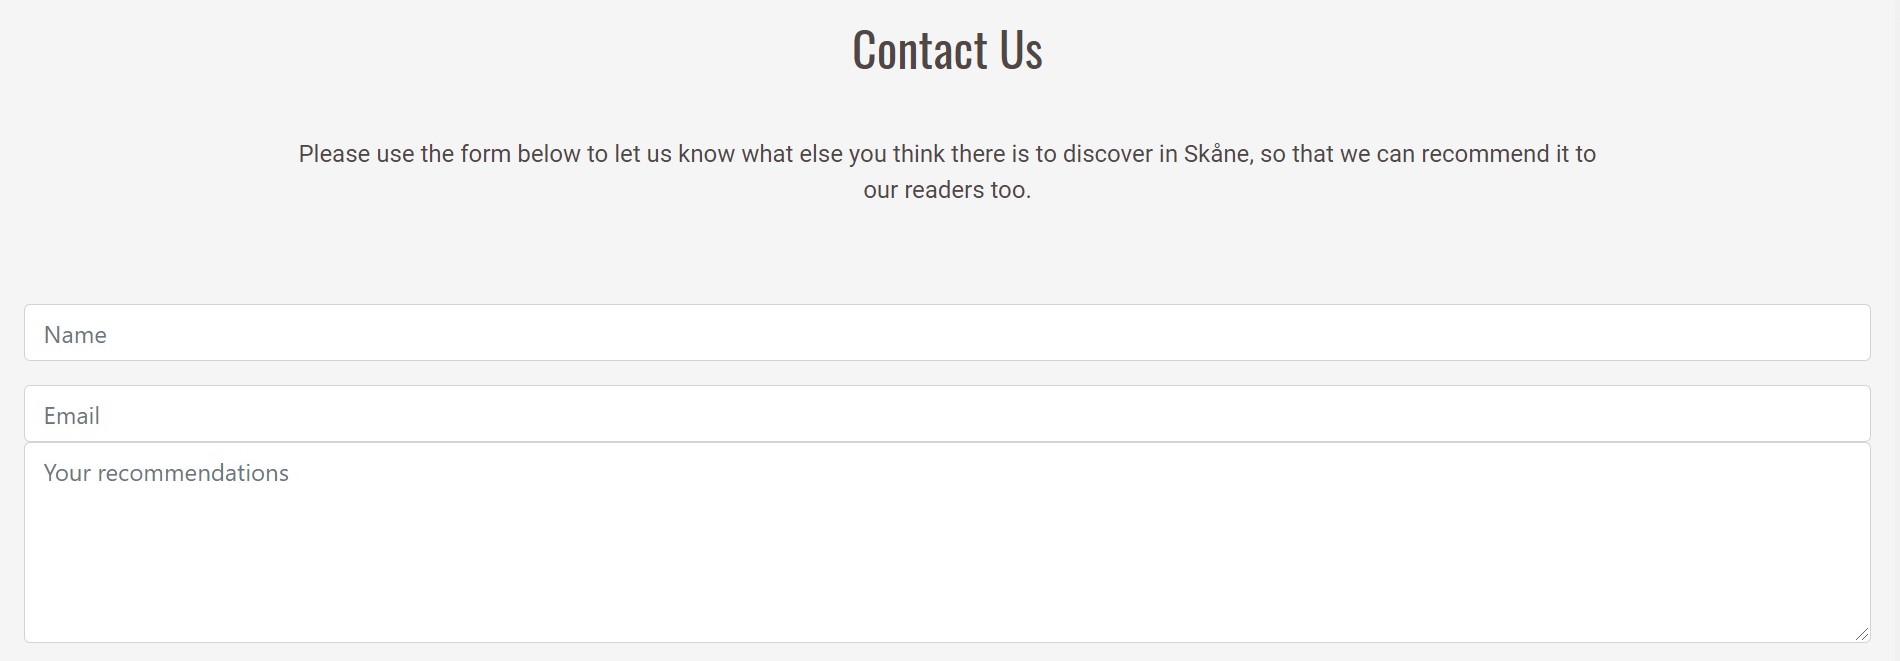 Contact Us
Please use the form below to let us know what else you think there is to discover in Skåne, so that we can recommend it to
our readers too.
Name
Email
Your recommendations